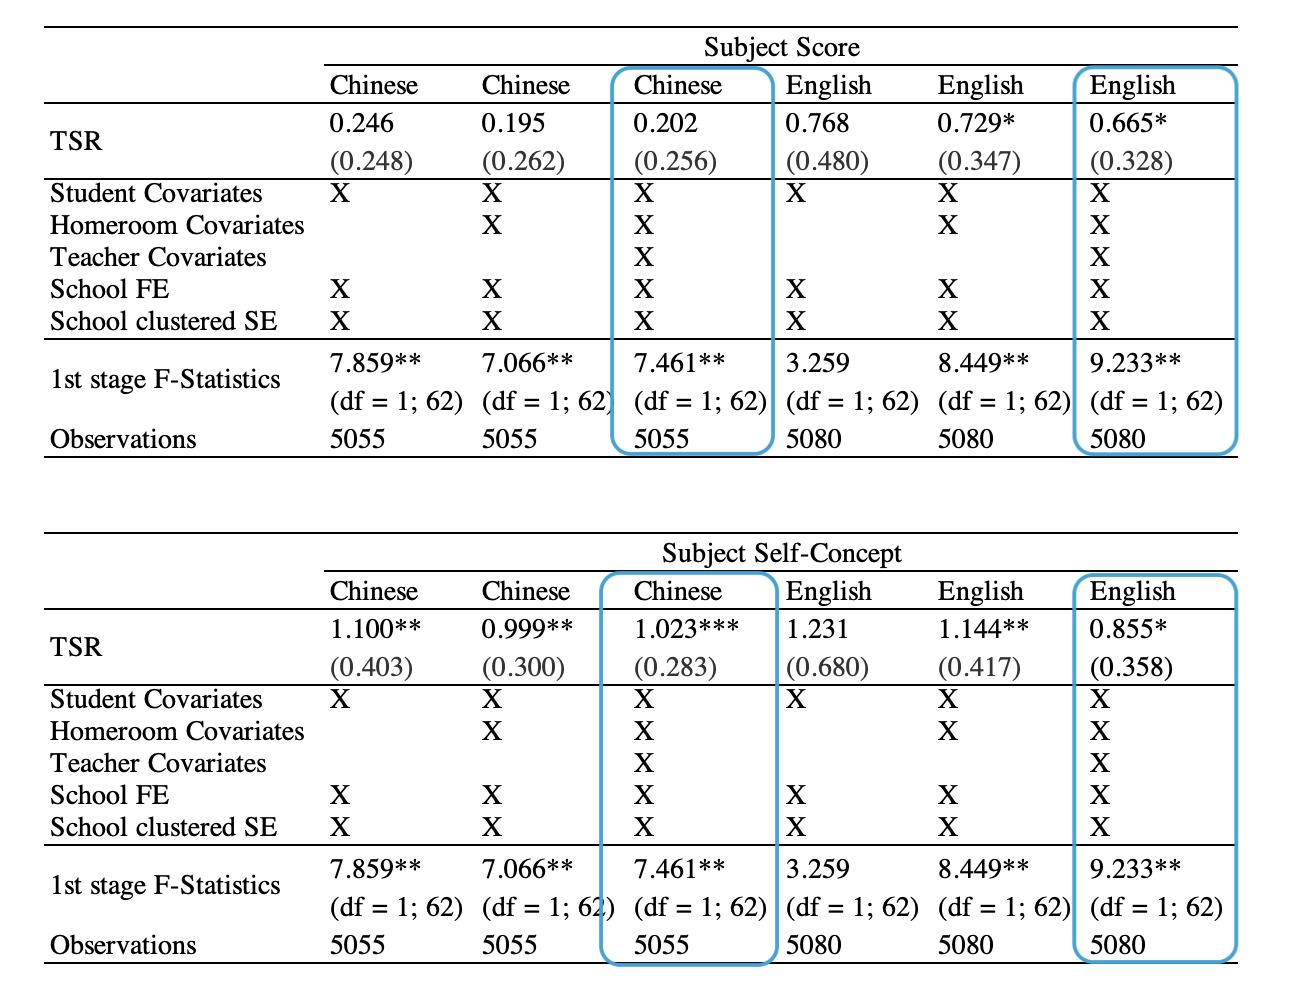 Subject Score
Chinese Chinese Chinese English English English
TSR 0.246 0.195 0.202 0.768 0.729* 0.665*
(0.248) (0.262) (0.256) (0.480) (0.347) (0.328)
Student Covariates X X X X X X
Homeroom Covariates X X X X
Teacher Covariates X X
School FE X X X X X X
School clustered SE X X X X X X
1st stage F-Statistics 7.859** 7.066** 7.461** 3.259 8.449** 9.233**
(df = 1; 62) (df = 1; 62) (df = 1; 62) (df = 1; 62) (df = 1; 62) (df = 1; 62)
Observations 5055 5055 5055 5080 5080 5080
Subject Self-Concept
Chinese Chinese Chinese English English English
TSR 1.100** 0.999** 1.023*** 1.231 1.144** 0.855*
(0.403) (0.300) (0.283) (0.680) (0.417) (0.358)
Student Covariates X X X X X X
Homeroom Covariates X X X X
Teacher Covariates X X
School FE X X X X X X
School clustered SE X X X X X X
1st stage F-Statistics 7.859** 7.066** 7.461** 3.259 8.449** 9.233**
(df = 1; 62) (df = 1; 62) (df = 1; 62) (df = 1; 62) (df = 1; 62) (df = 1; 62)
Observations 5055 5055 5055 5080 5080 5080